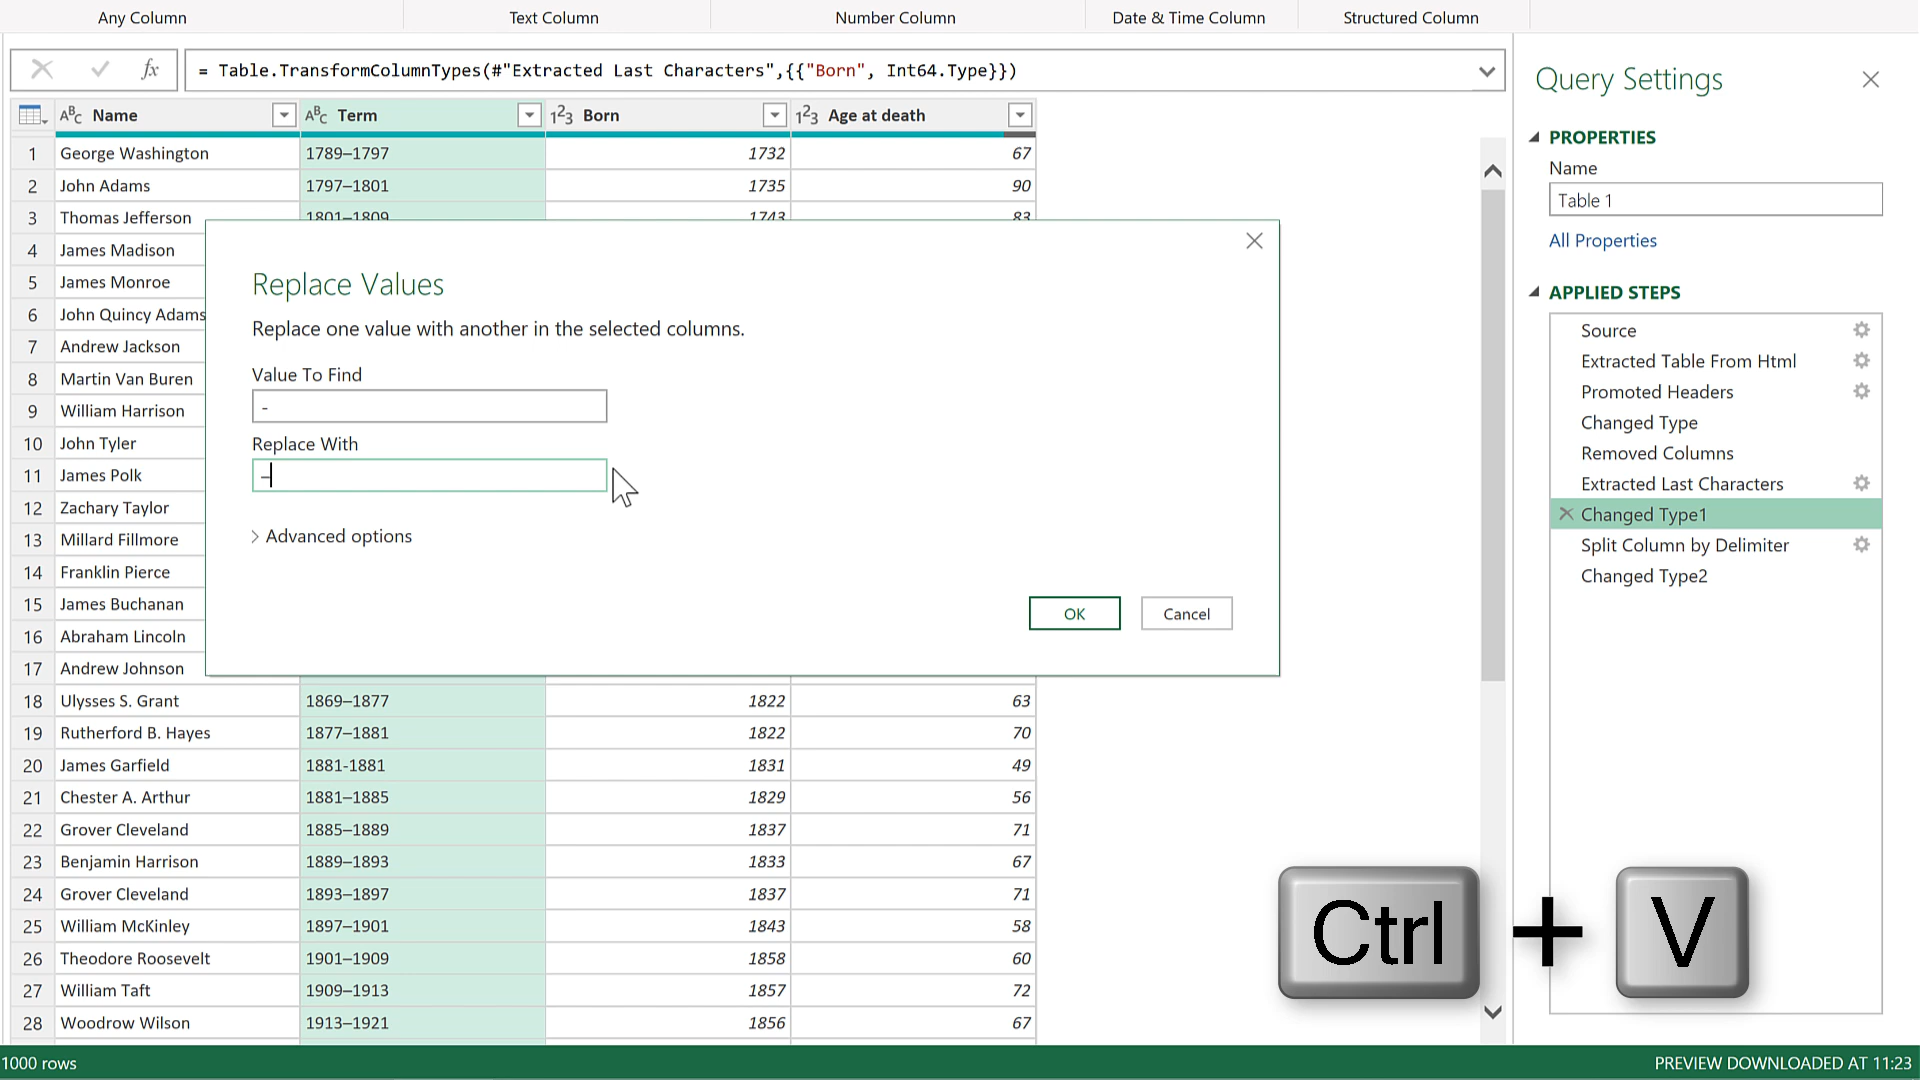 Any Column Text Column Number Column Date & Time Column Structured Column
fx = Table.TransformColumnTypes(#"Extracted Last Characters",{{"Born", Int64.Type}})
ABC Name ABC Term 123 Born 123 Age at death
1 George Washington 1789–1797 1732 67
2 John Adams 1797–1801 1735 90
3 Thomas Jefferson 1801–1809 1743 83
4 James Madison
5 James Monroe
6 John Quincy Adams
7 Andrew Jackson
8 Martin Van Buren
9 William Harrison
10 John Tyler
11 James Polk
12 Zachary Taylor
13 Millard Fillmore
14 Franklin Pierce
15 James Buchanan
16 Abraham Lincoln
17 Andrew Johnson
18 Ulysses S. Grant 1869–1877 1822 63
19 Rutherford B. Hayes 1877–1881 1822 70
20 James Garfield 1881-1881 1831 49
21 Chester A. Arthur 1881–1885 1829 56
22 Grover Cleveland 1885–1889 1837 71
23 Benjamin Harrison 1889–1893 1833 67
24 Grover Cleveland 1893–1897 1837 71
25 William McKinley 1897–1901 1843 58
26 Theodore Roosevelt 1901–1909 1858 60
27 William Taft 1909–1913 1857 72
28 Woodrow Wilson 1913–1921 1856 67
Replace Values
Replace one value with another in the selected columns.
Value To Find
-
Replace With
–
Advanced options
OK Cancel
Query Settings
PROPERTIES
Name
Table 1
All Properties
APPLIED STEPS
Source
Extracted Table From Html
Promoted Headers
Changed Type
Removed Columns
Extracted Last Characters
Changed Type1
Split Column by Delimiter
Changed Type2
Ctrl + V
1000 rows PREVIEW DOWNLOADED AT 11:23